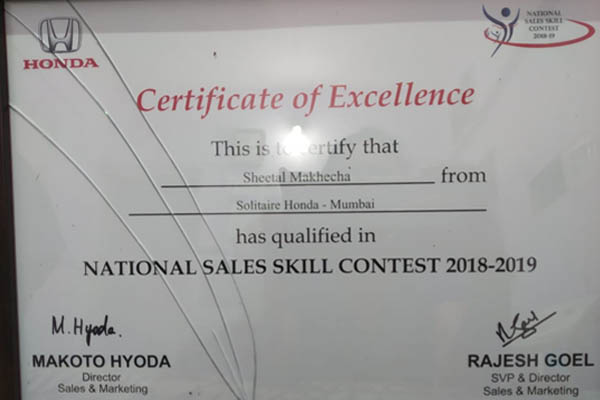 HONDA
NATIONAL
SALES SKILL
CONTEST
2018-19
Certificate of Excellence
This is to certify that
Sheetal Makhecha from
Solitaire Honda - Mumbai
has qualified in
NATIONAL SALES SKILL CONTEST 2018-2019
M. Hyoda.
MAKOTO HYODA
Director
Sales & Marketing
RAJESH GOEL
SVP & Director
Sales & Marketing